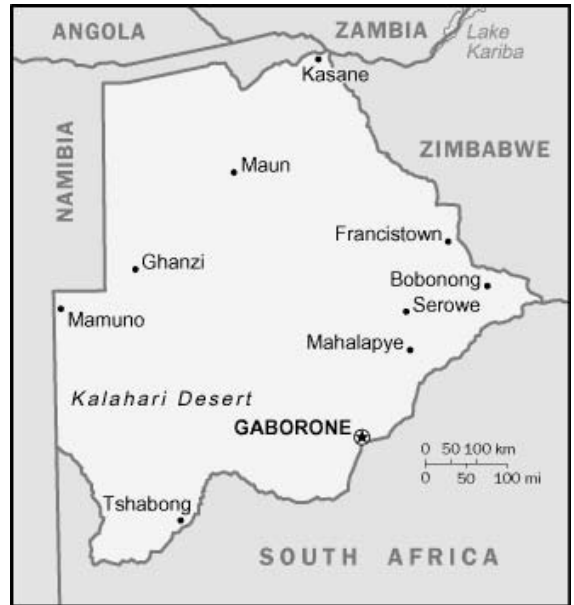 ANGOLA
ZAMBIA
Lake
Kariba
Kasane
ZIMBABWE
NAMIBIA
Maun
Francistown
Ghanzi
Bobonong
Serowe
Mamuno
Mahalapye
Kalahari Desert
GABORONE
0 50 100 km
0 50 100 mi
Tshabong
SOUTH AFRICA